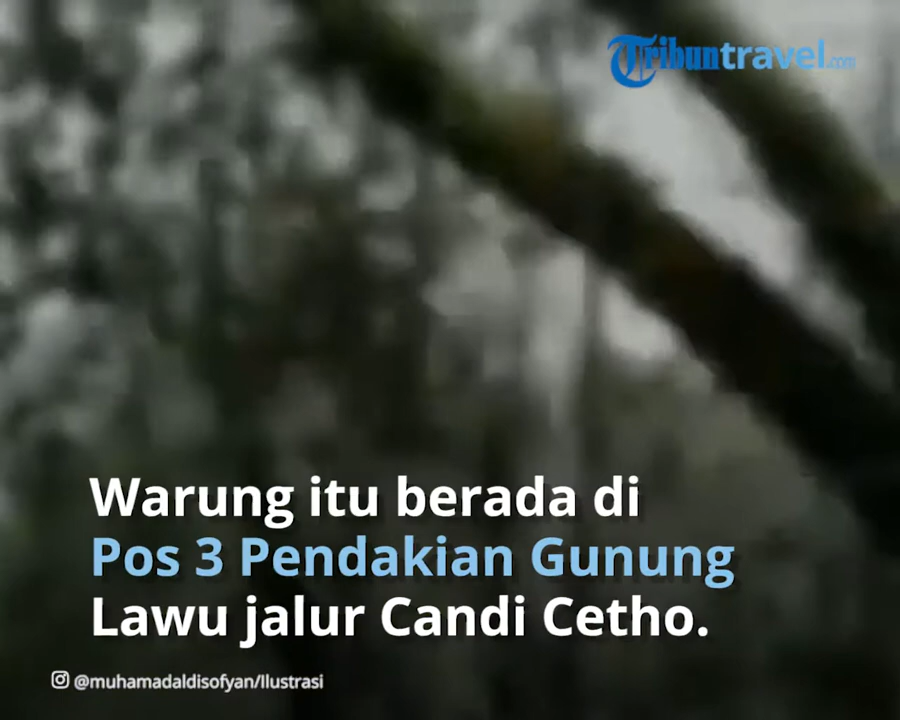 Tribuntravel.com
Warung itu berada di
Pos 3 Pendakian Gunung
Lawu jalur Candi Cetho.
@muhamadaldisofyan/Ilustrasi